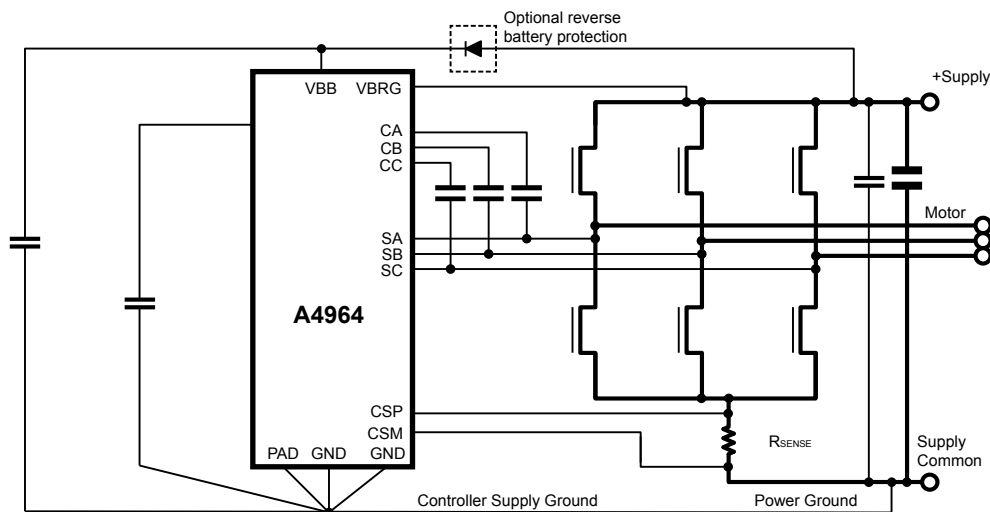 Optional reverse
battery protection
VBB
VBRG
+Supply
CA
CB
CC
SA
SB
SC
Motor
A4964
CSP
CSM
RSENSE
PAD
GND
GND
Supply
Common
Controller Supply Ground
Power Ground